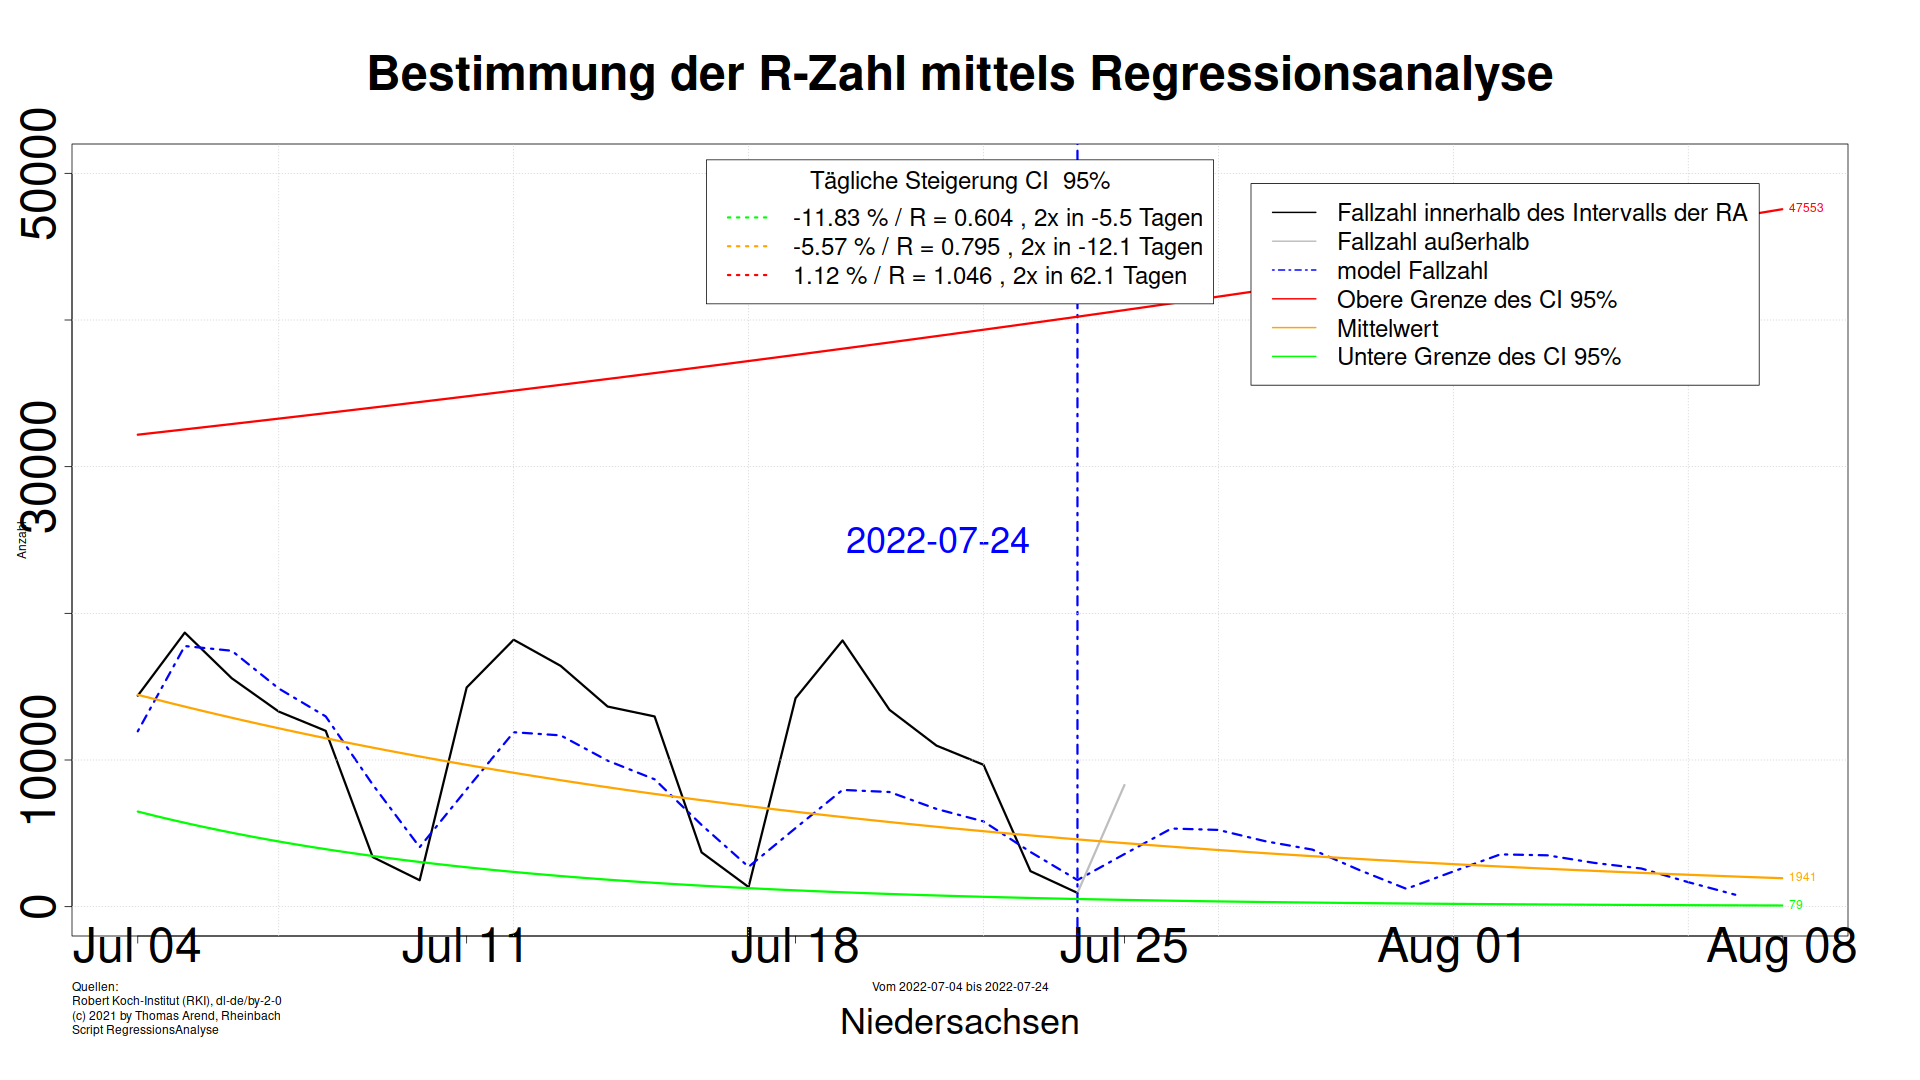 Bestimmung der R-Zahl mittels Regressionsanalyse
Anzahl
50000
30000
10000
0
Tägliche Steigerung CI  95%
-11.83 % / R = 0.604 , 2x in -5.5 Tagen
-5.57 % / R = 0.795 , 2x in -12.1 Tagen
1.12 % / R = 1.046 , 2x in 62.1 Tagen
Fallzahl innerhalb des Intervalls der RA
Fallzahl außerhalb
model Fallzahl
Obere Grenze des CI 95%
Mittelwert
Untere Grenze des CI 95%
47553
2022-07-24
1941
79
Jul 04 Jul 11 Jul 18 Jul 25 Aug 01 Aug 08
Quellen:
Robert Koch-Institut (RKI), dl-de/by-2-0
(c) 2021 by Thomas Arend, Rheinbach
Script RegressionsAnalyse
Vom 2022-07-04 bis 2022-07-24
Niedersachsen